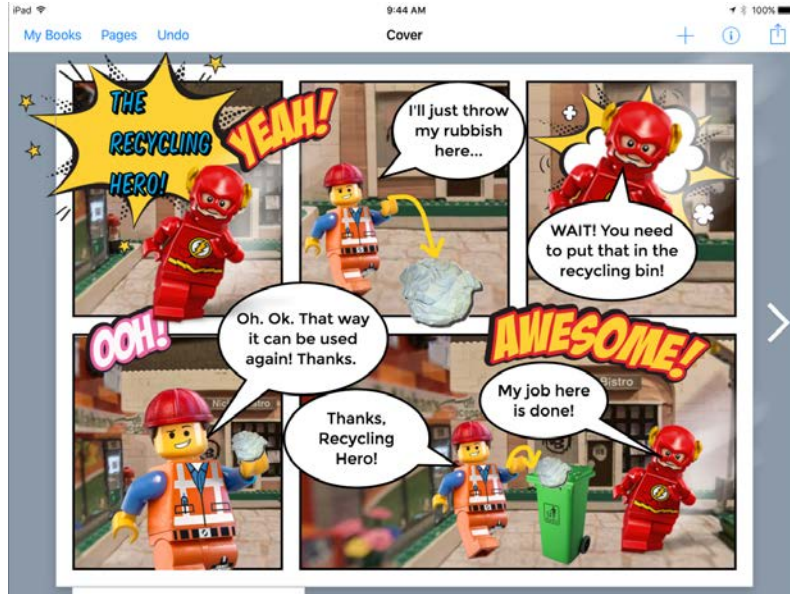 iPad
9:44 AM
100%
My Books
Pages
Undo
Cover
THE
RECYCLING
HERO!
YEAH!
I'll just throw
my rubbish
here...
WAIT! You need
to put that in the
recycling bin!
OOH!
Oh. Ok. That way
it can be used
again! Thanks.
AWESOME!
Thanks,
Recycling
Hero!
My job here
is done!
Bistro